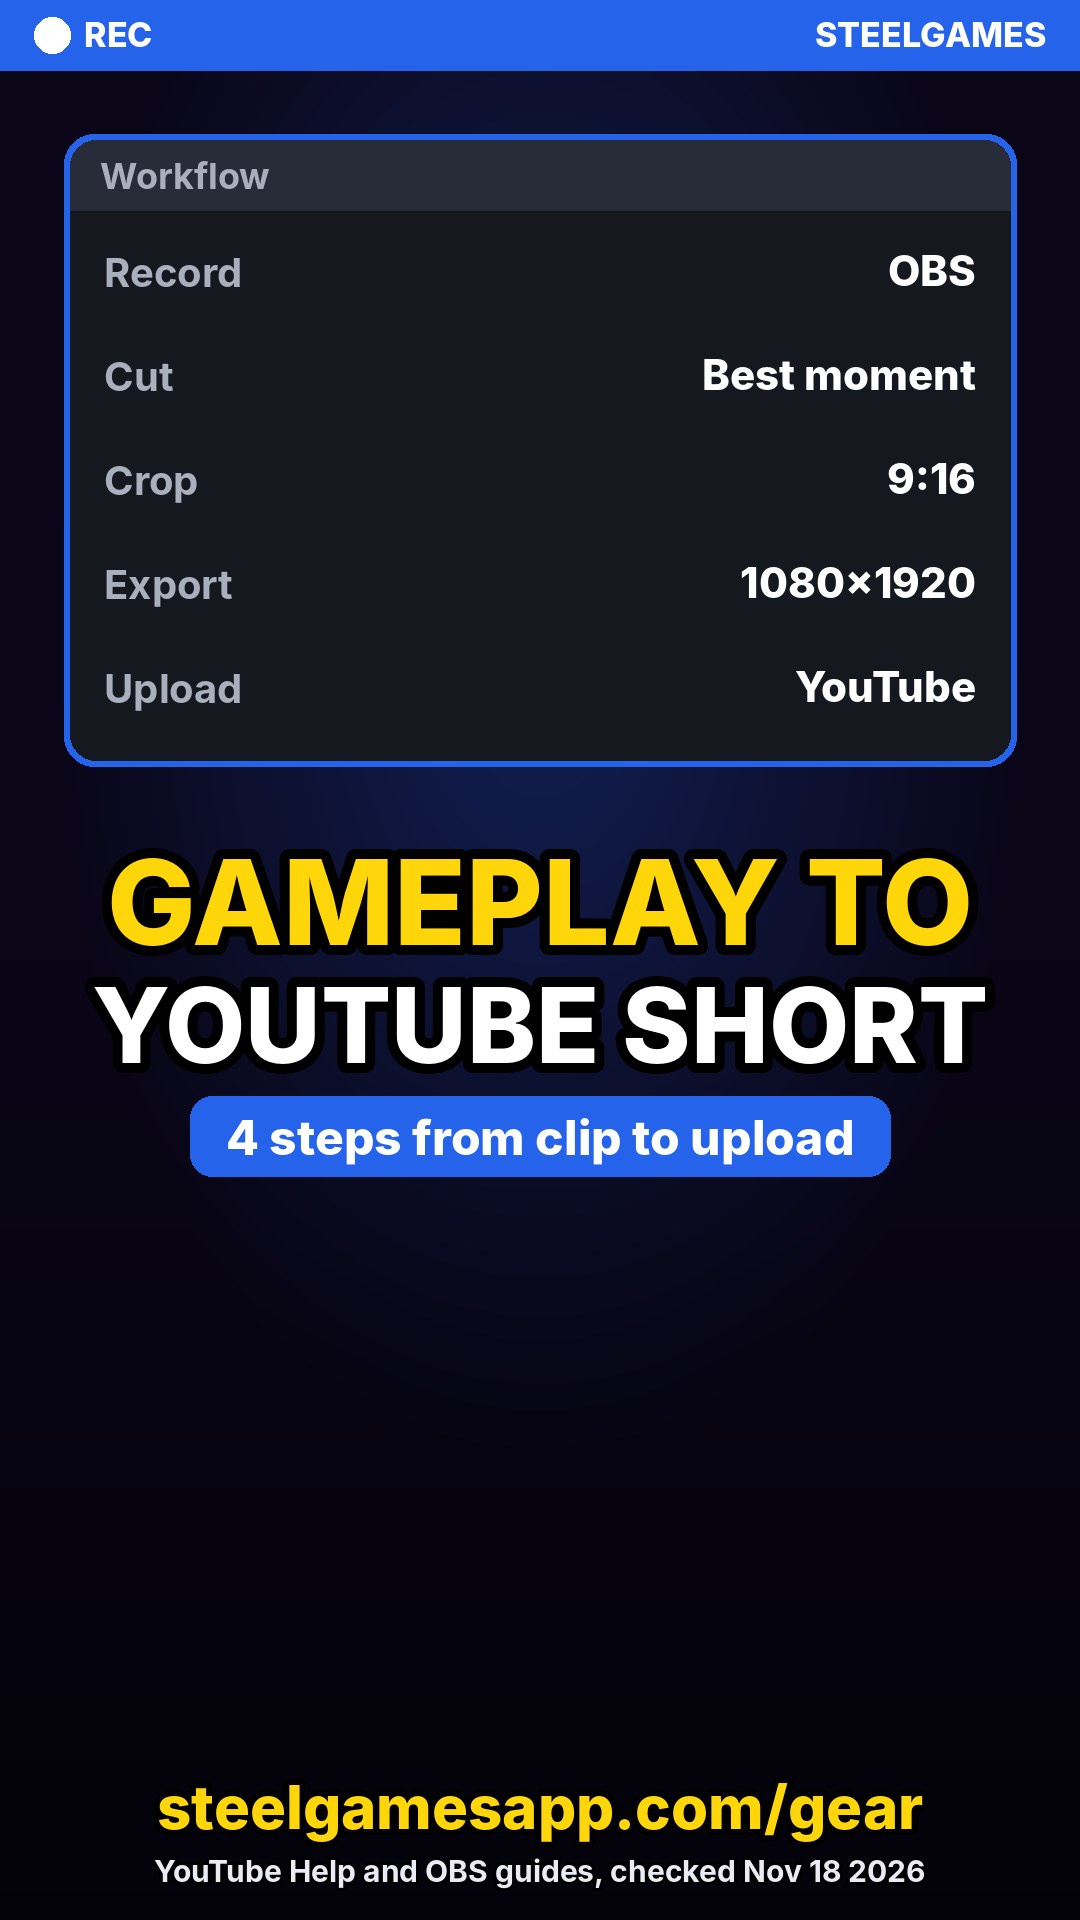 REC
STEELGAMES
Workflow
Record OBS
Cut Best moment
Crop 9:16
Export 1080×1920
Upload YouTube
GAMEPLAY TO
YOUTUBE SHORT
4 steps from clip to upload
steelgamesapp.com/gear
YouTube Help and OBS guides, checked Nov 18 2026